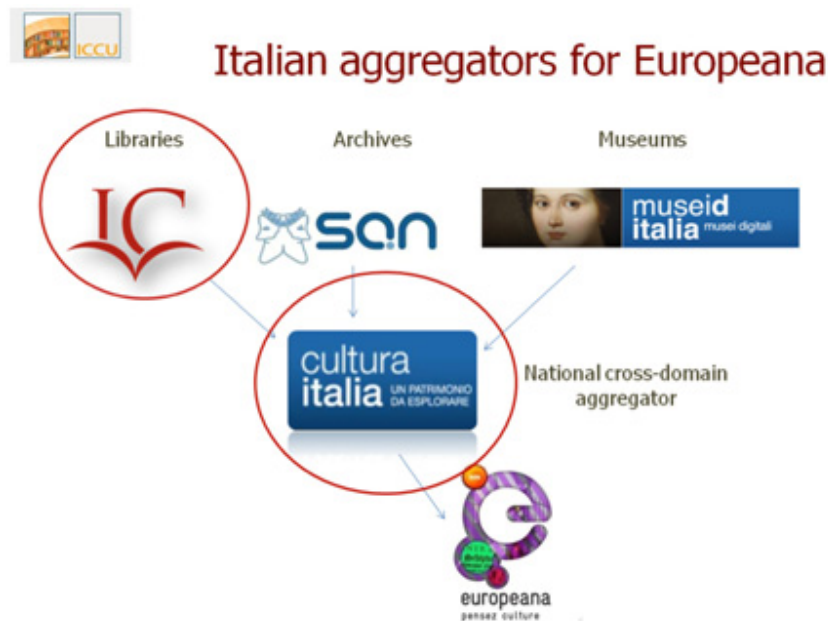 ICCU
Italian aggregators for Europeana
Libraries
Archives
Museums
IC
san
museid
italia musei digitali
cultura
italia UN PATRIMONIO
DA ESPLORARE
National cross-domain
aggregator
europeana
pensez culture